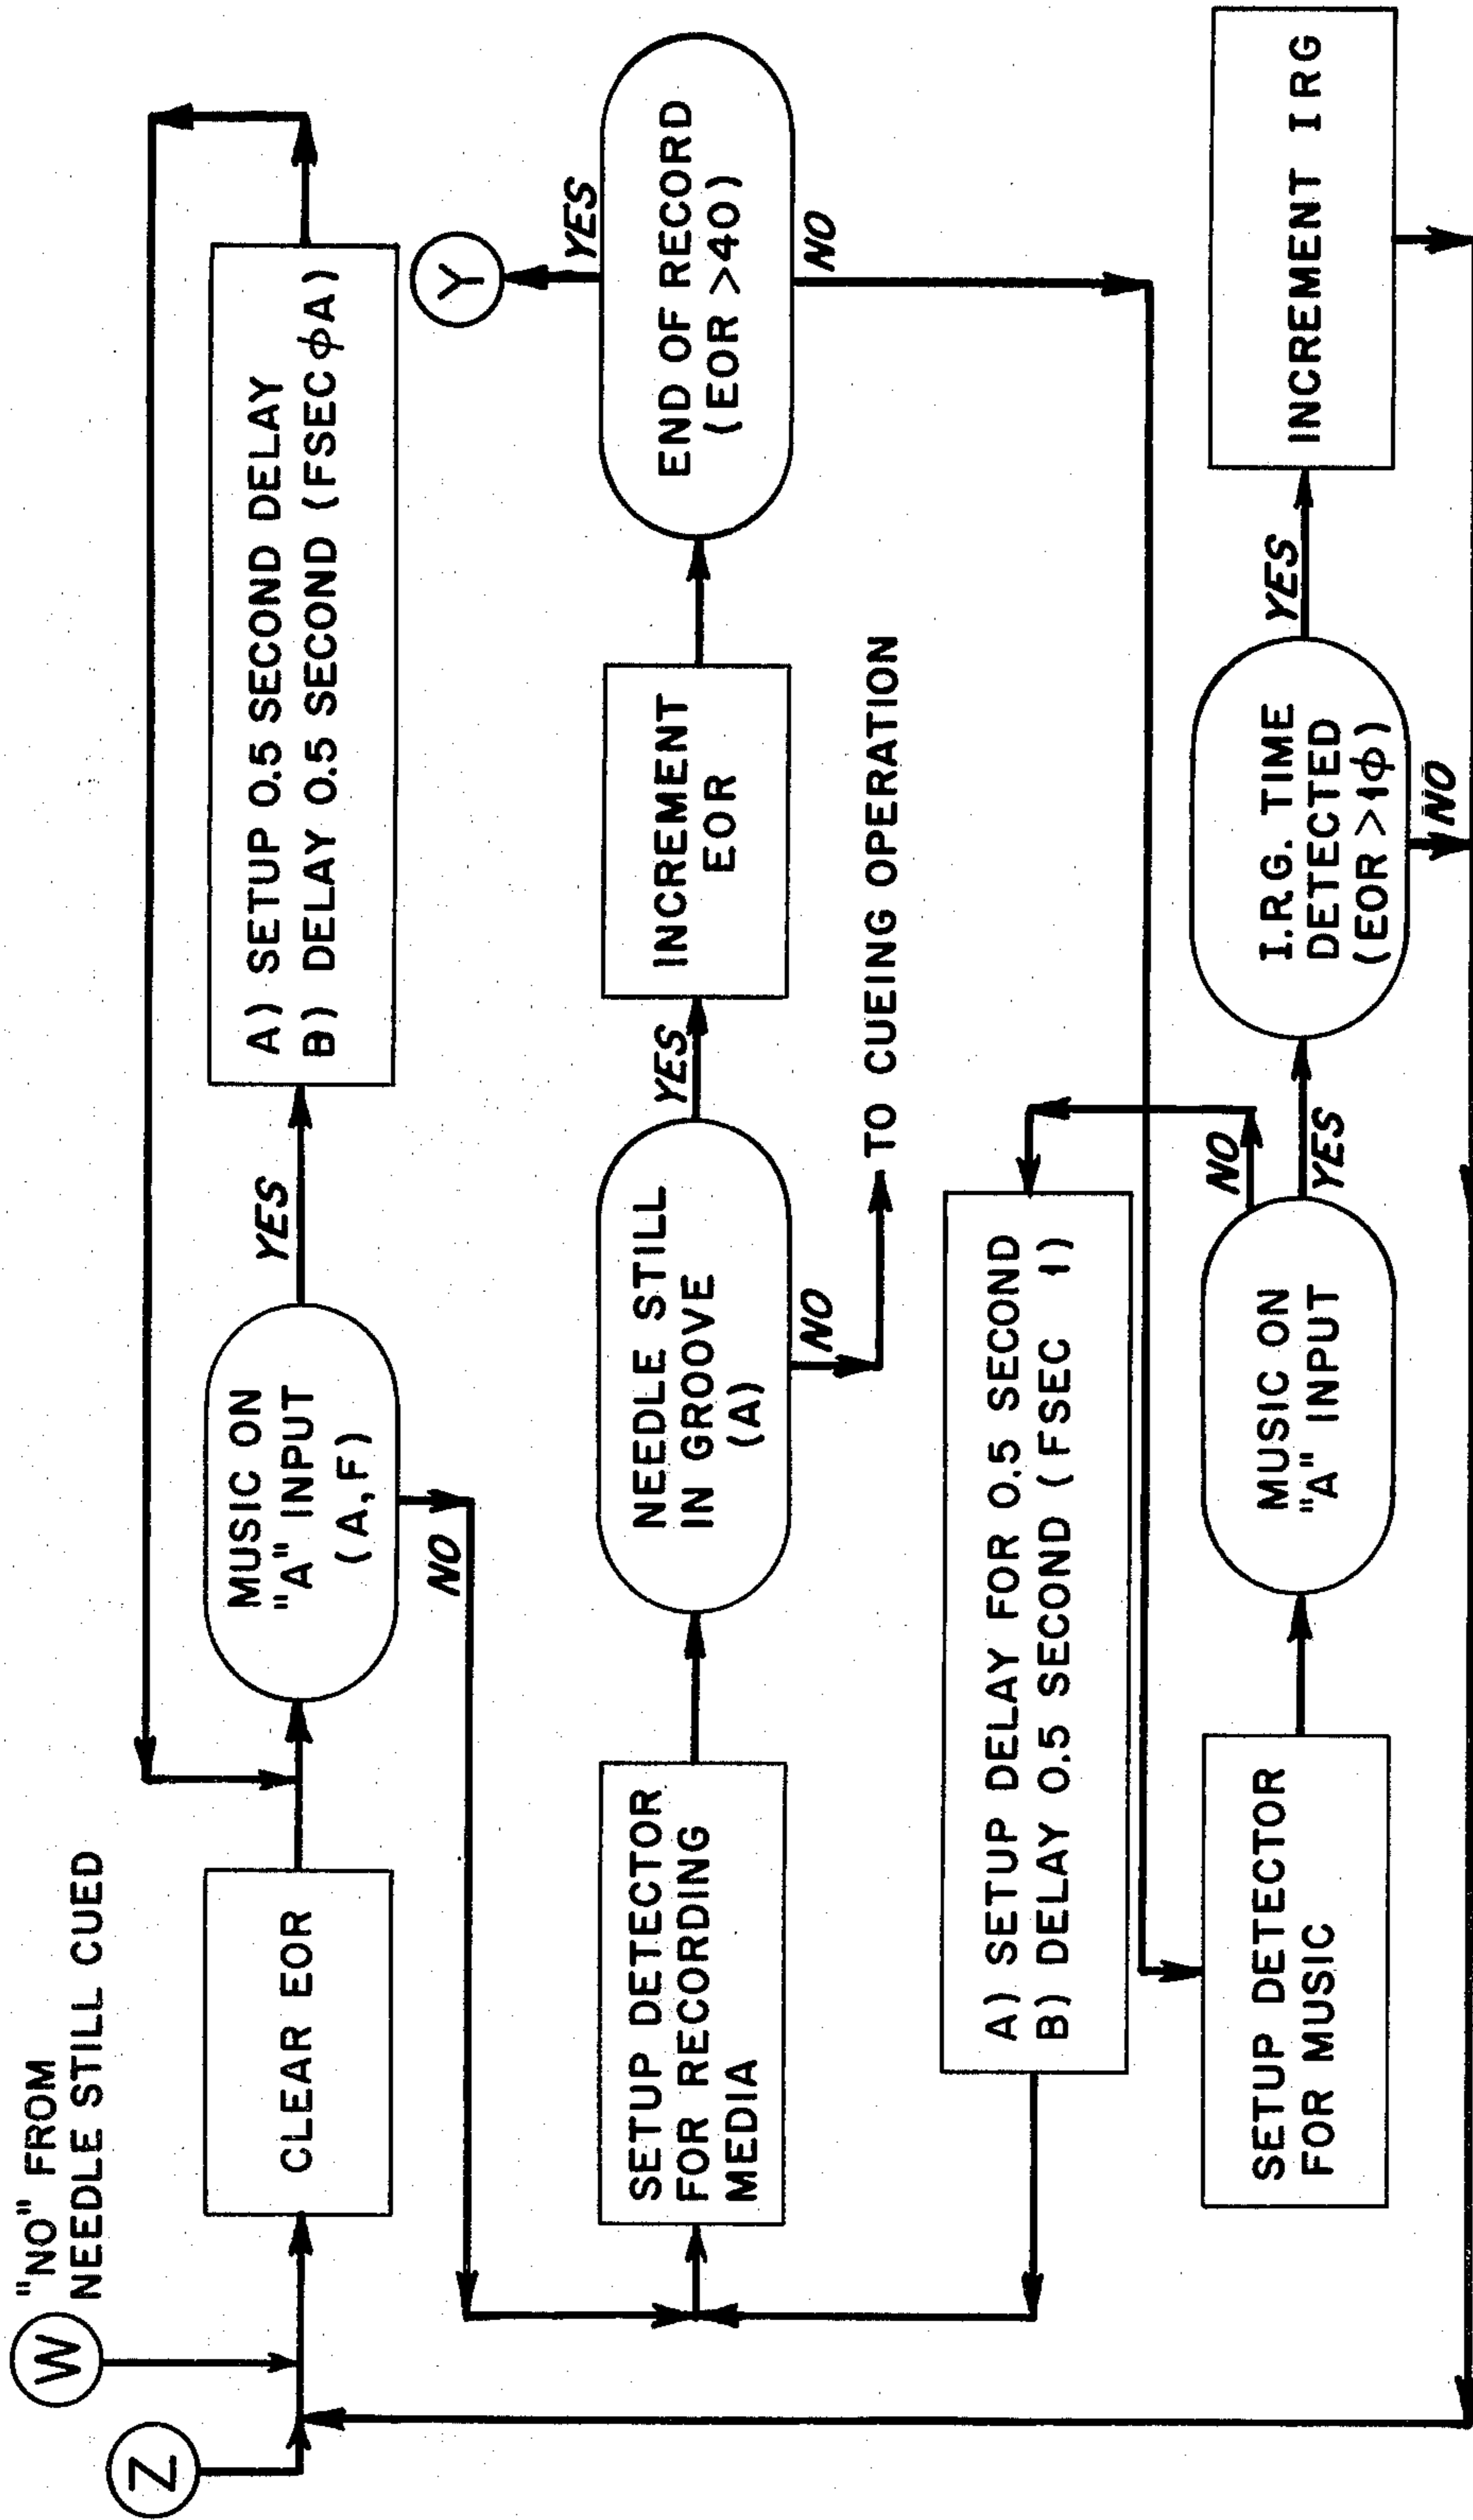 Z
W
"NO" FROM
NEEDLE STILL CUED
CLEAR EOR
MUSIC ON
"A" INPUT
(A,F)
YES
NO
A) SETUP 0.5 SECOND DELAY
B) DELAY 0.5 SECOND (FSECϕA)
SETUP DETECTOR
FOR RECORDING
MEDIA
NEEDLE STILL
IN GROOVE
(A)
YES
NO
TO CUEING OPERATION
INCREMENT
EOR
END OF RECORD
(EOR >40)
YES
Y
NO
A) SETUP DELAY FOR 0.5 SECOND
B) DELAY 0.5 SECOND (FSEC 1)
SETUP DETECTOR
FOR MUSIC
MUSIC ON
"A" INPUT
NO
YES
I.R.G. TIME
DETECTED
(EOR >1ϕ)
YES
NO
INCREMENT IRG